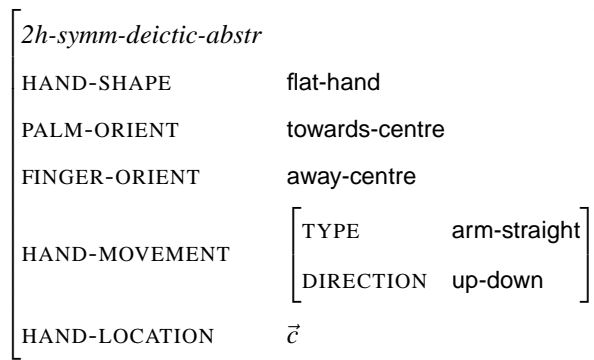 2h-symm-deictic-abstr
HAND-SHAPE flat-hand
PALM-ORIENT towards-centre
FINGER-ORIENT away-centre
HAND-MOVEMENT [TYPE arm-straight
DIRECTION up-down]
HAND-LOCATION c⃗